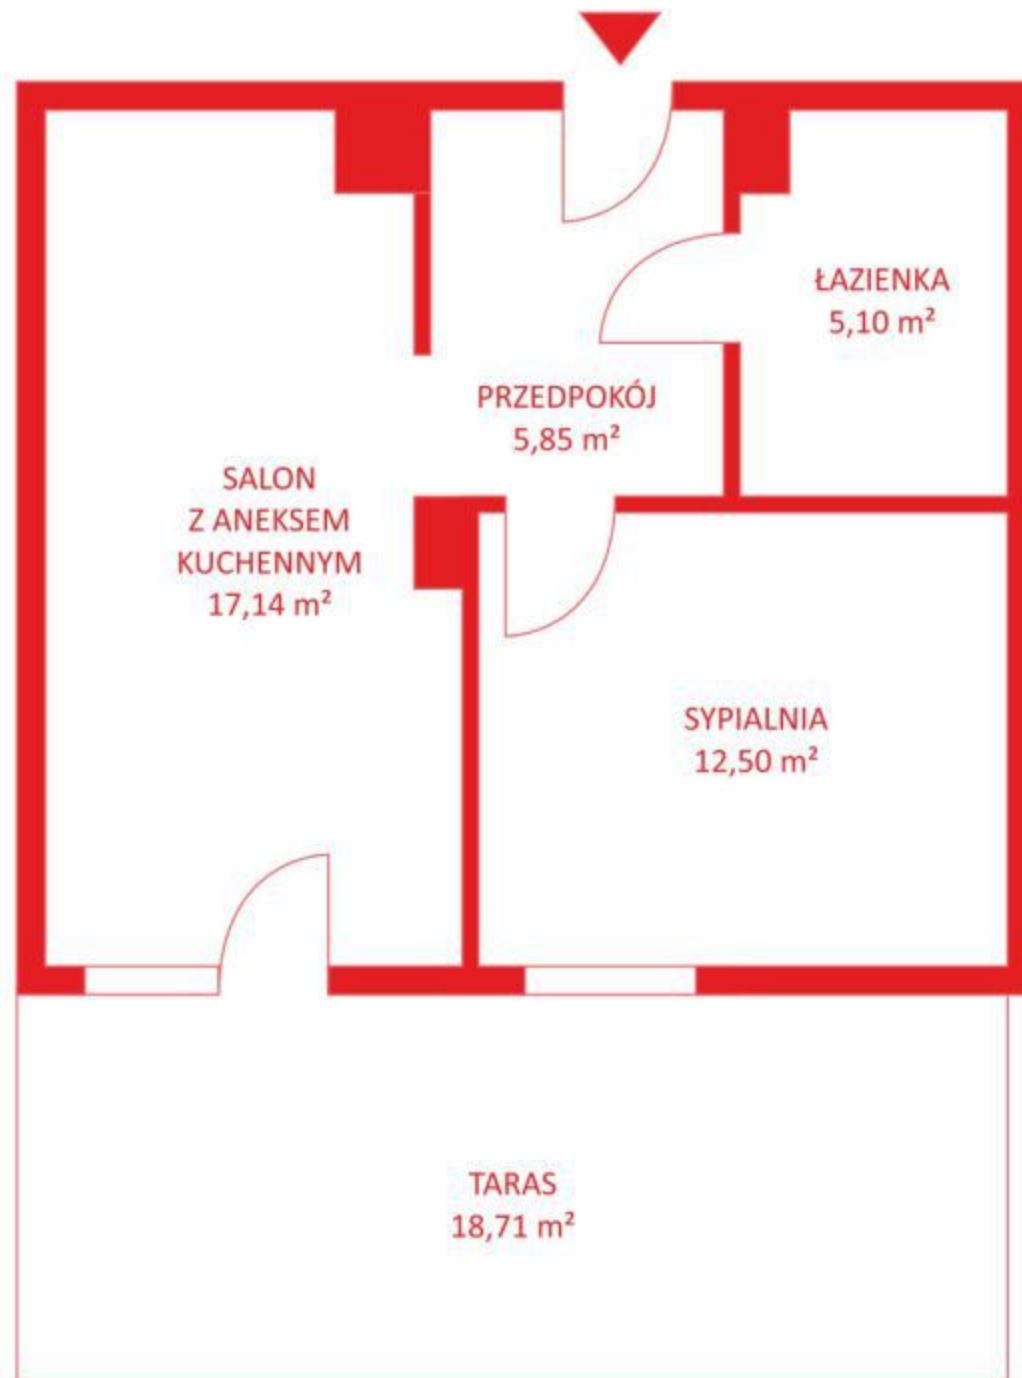 ŁAZIENKA
5,10 m²
PRZEDPOKÓJ
5,85 m²
SALON
Z ANEKSEM
KUCHENNYM
17,14 m²
SYPIALNIA
12,50 m²
TARAS
18,71 m²